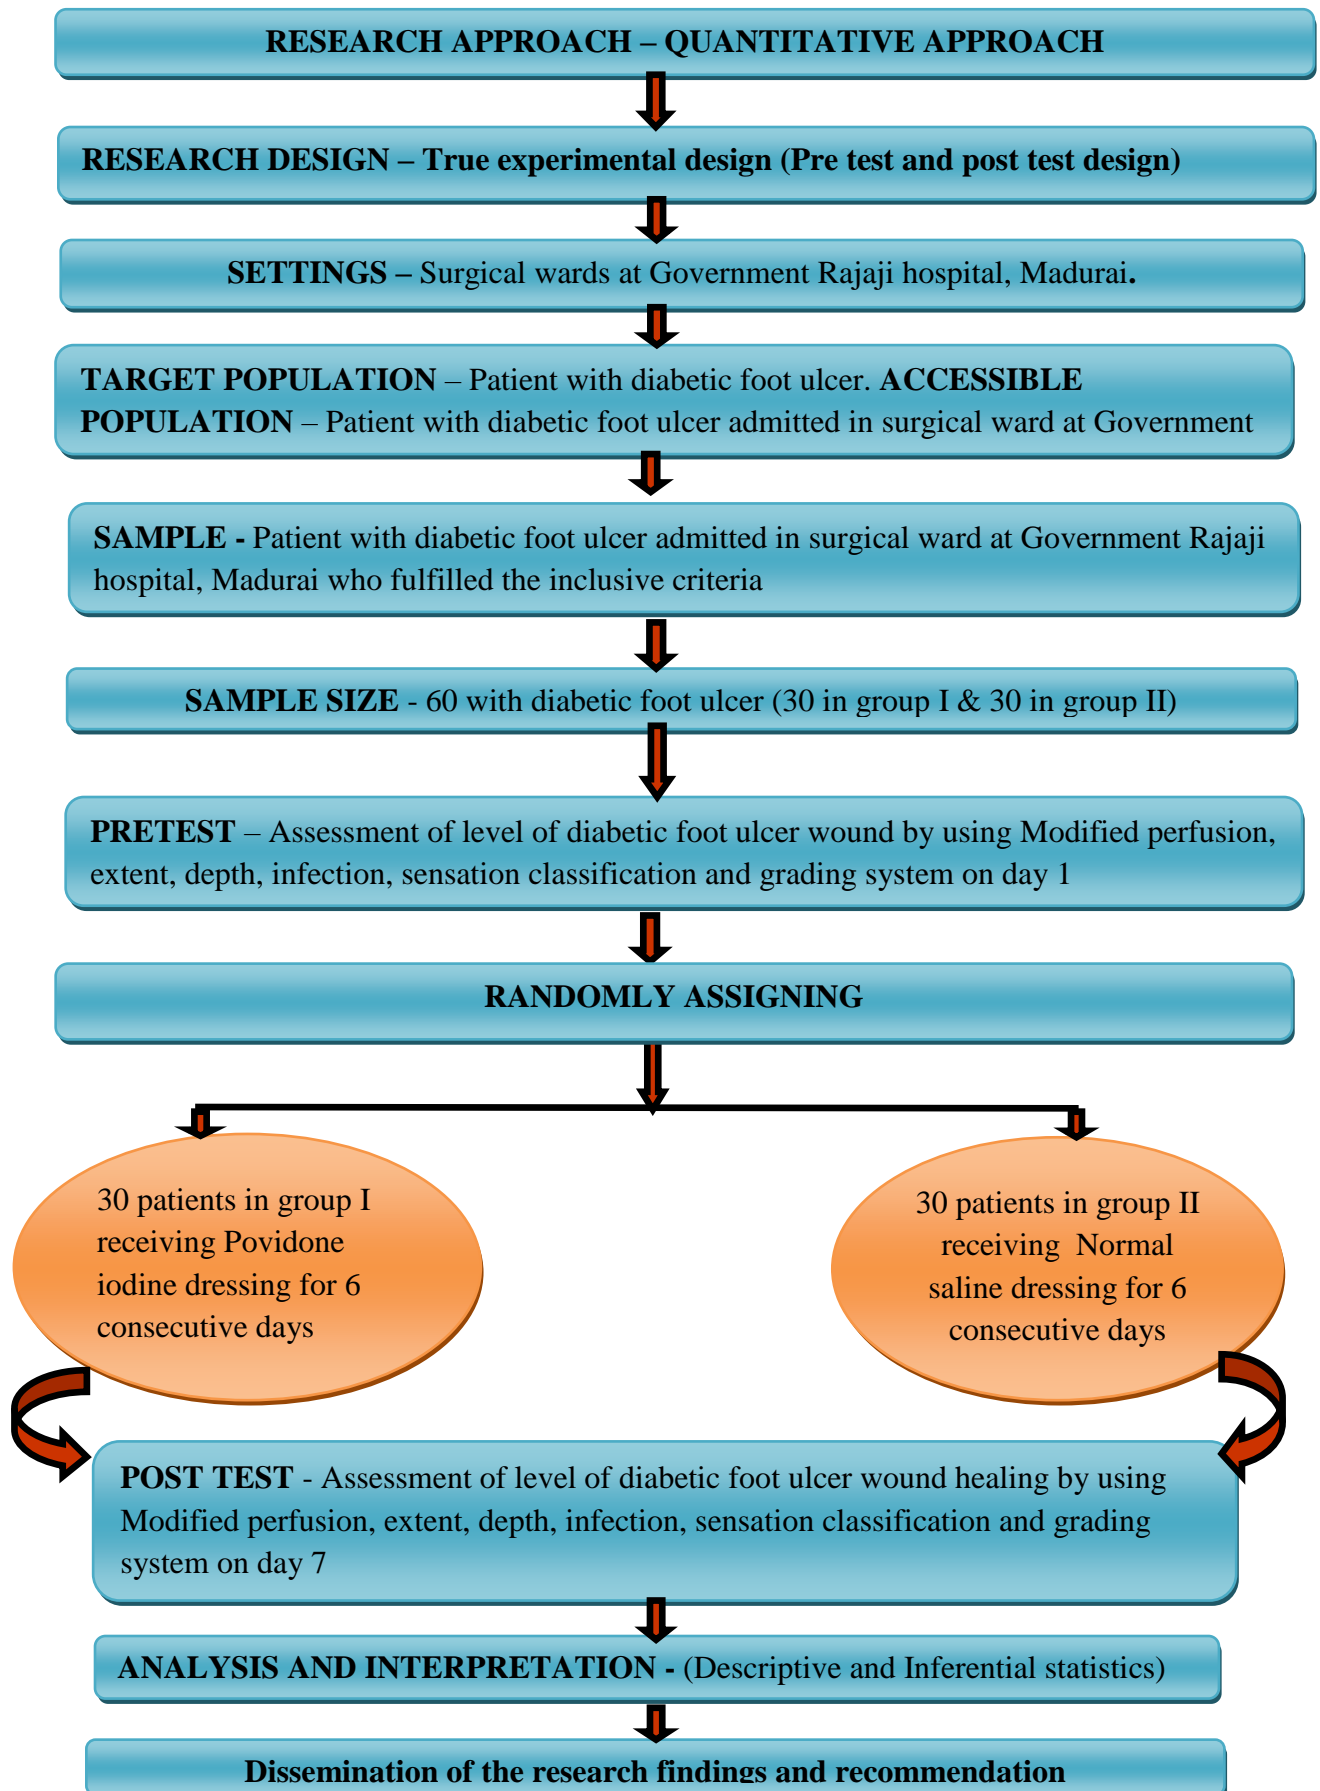 RESEARCH APPROACH – QUANTITATIVE APPROACH
RESEARCH DESIGN – True experimental design (Pre test and post test design)
SETTINGS – Surgical wards at Government Rajaji hospital, Madurai.
TARGET POPULATION – Patient with diabetic foot ulcer. ACCESSIBLE
POPULATION – Patient with diabetic foot ulcer admitted in surgical ward at Government
SAMPLE - Patient with diabetic foot ulcer admitted in surgical ward at Government Rajaji
hospital, Madurai who fulfilled the inclusive criteria
SAMPLE SIZE - 60 with diabetic foot ulcer (30 in group I & 30 in group II)
PRETEST – Assessment of level of diabetic foot ulcer wound by using Modified perfusion,
extent, depth, infection, sensation classification and grading system on day 1
RANDOMLY ASSIGNING
30 patients in group I
receiving Povidone
iodine dressing for 6
consecutive days
30 patients in group II
receiving Normal
saline dressing for 6
consecutive days
POST TEST - Assessment of level of diabetic foot ulcer wound healing by using
Modified perfusion, extent, depth, infection, sensation classification and grading
system on day 7
ANALYSIS AND INTERPRETATION - (Descriptive and Inferential statistics)
Dissemination of the research findings and recommendation